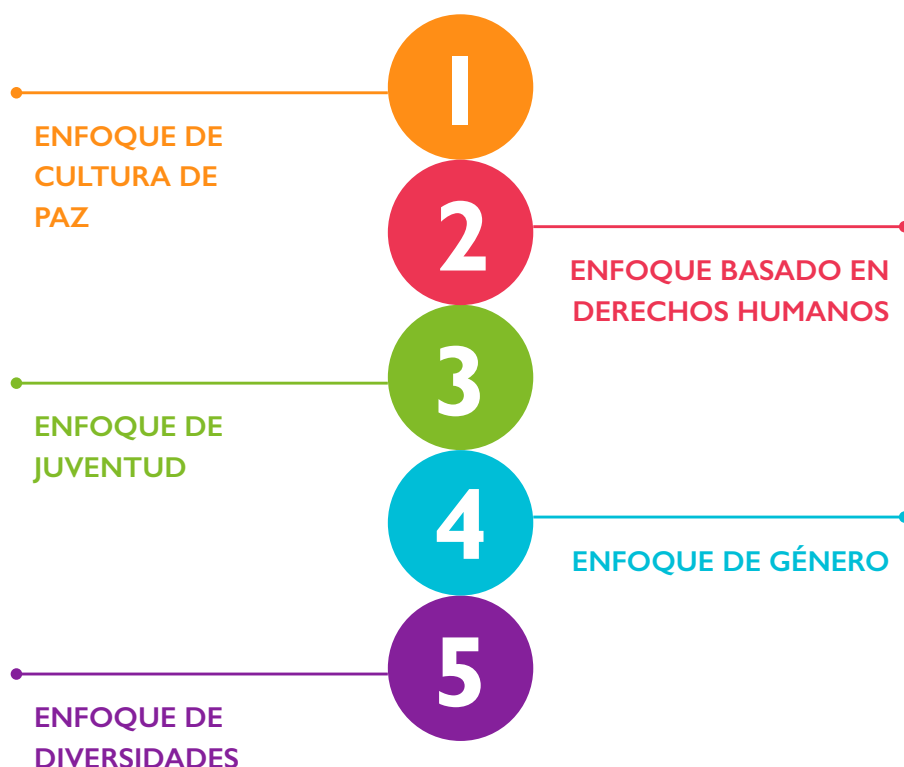 1
ENFOQUE DE
CULTURA DE
PAZ
2
ENFOQUE BASADO EN
DERECHOS HUMANOS
3
ENFOQUE DE
JUVENTUD
4
ENFOQUE DE GÉNERO
5
ENFOQUE DE
DIVERSIDADES